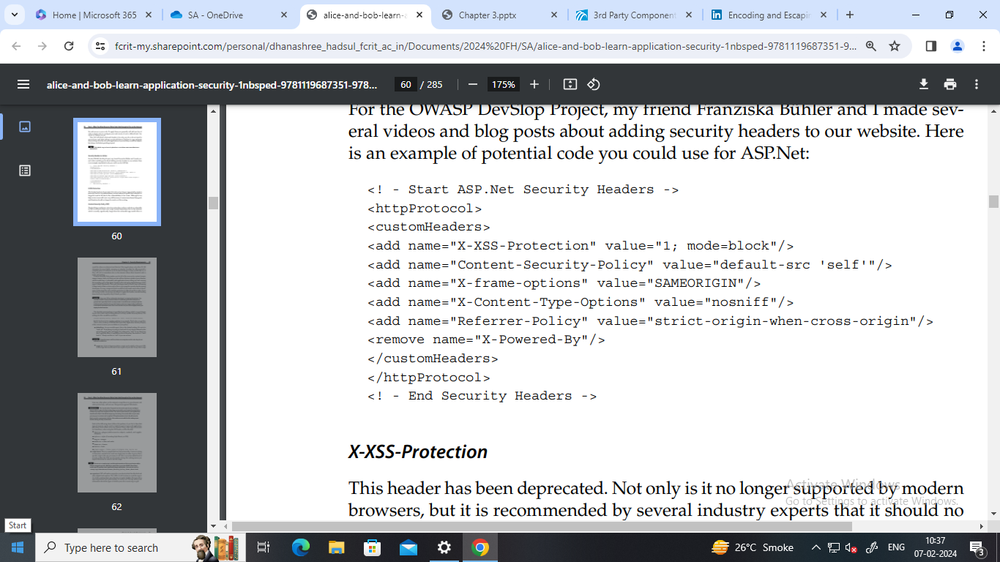 Home | Microsoft 365
SA - OneDrive
alice-and-bob-learn-a
Chapter 3.pptx
3rd Party Component
Encoding and Escapin
fcrit-my.sharepoint.com/personal/dhanashree_hadsul_fcrit_ac_in/Documents/2024%20FH/SA/alice-and-bob-learn-application-security-1nbsped-9781119687351-9...
alice-and-bob-learn-application-security-1nbsped-9781119687351-978...
60 / 285
175%
60
61
62
For the OWASP DevSlop Project, my friend Franziska Bühler and I made sev-
eral videos and blog posts about adding security headers to our website. Here
is an example of potential code you could use for ASP.Net:
<! - Start ASP.Net Security Headers ->
<httpProtocol>
<customHeaders>
<add name="X-XSS-Protection" value="1; mode=block"/>
<add name="Content-Security-Policy" value="default-src 'self'"/>
<add name="X-frame-options" value="SAMEORIGIN"/>
<add name="X-Content-Type-Options" value="nosniff"/>
<add name="Referrer-Policy" value="strict-origin-when-cross-origin"/>
<remove name="X-Powered-By"/>
</customHeaders>
</httpProtocol>
<! - End Security Headers ->
X-XSS-Protection
This header has been deprecated. Not only is it no longer supported by modern
browsers, but it is recommended by several industry experts that it should no
Activate Windows
Go to Settings to activate Windows.
Start
Type here to search
26°C Smoke
ENG
10:37
07-02-2024
3